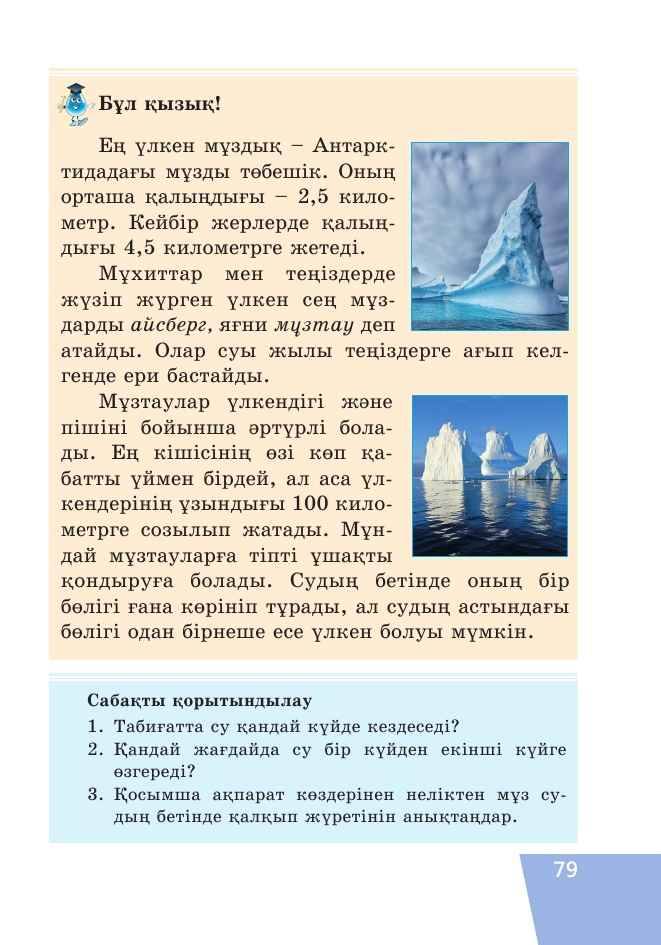 Бұл қызық!
Ең үлкен мұздық – Антарк-
тидадағы мұзды төбешік. Оның
орташа қалыңдығы – 2,5 кило-
метр. Кейбір жерлерде қалың-
дығы 4,5 километрге жетеді.
Мұхиттар мен теңіздерде
жүзіп жүрген үлкен сең мұз-
дарды айсберг, яғни мұзтау деп
атайды. Олар суы жылы теңіздерге ағып кел-
генде ери бастайды.
Мұзтаулар үлкендігі және
пішіні бойынша әртүрлі бола-
ды. Ең кішісінің өзі көп қа-
батты үймен бірдей, ал аса үл-
кендерінің ұзындығы 100 кило-
метрге созылып жатады. Мұн-
дай мұзтауларға тіпті ұшақты
қондыруға болады. Судың бетінде оның бір
бөлігі ғана көрініп тұрады, ал судың астындағы
бөлігі одан бірнеше есе үлкен болуы мүмкін.
Сабақты қорытындылау
1. Табиғатта су қандай күйде кездеседі?
2. Қандай жағдайда су бір күйден екінші күйге
өзгереді?
3. Қосымша ақпарат көздерінен неліктен мұз су-
дың бетінде қалқып жүретінін анықтаңдар.
79